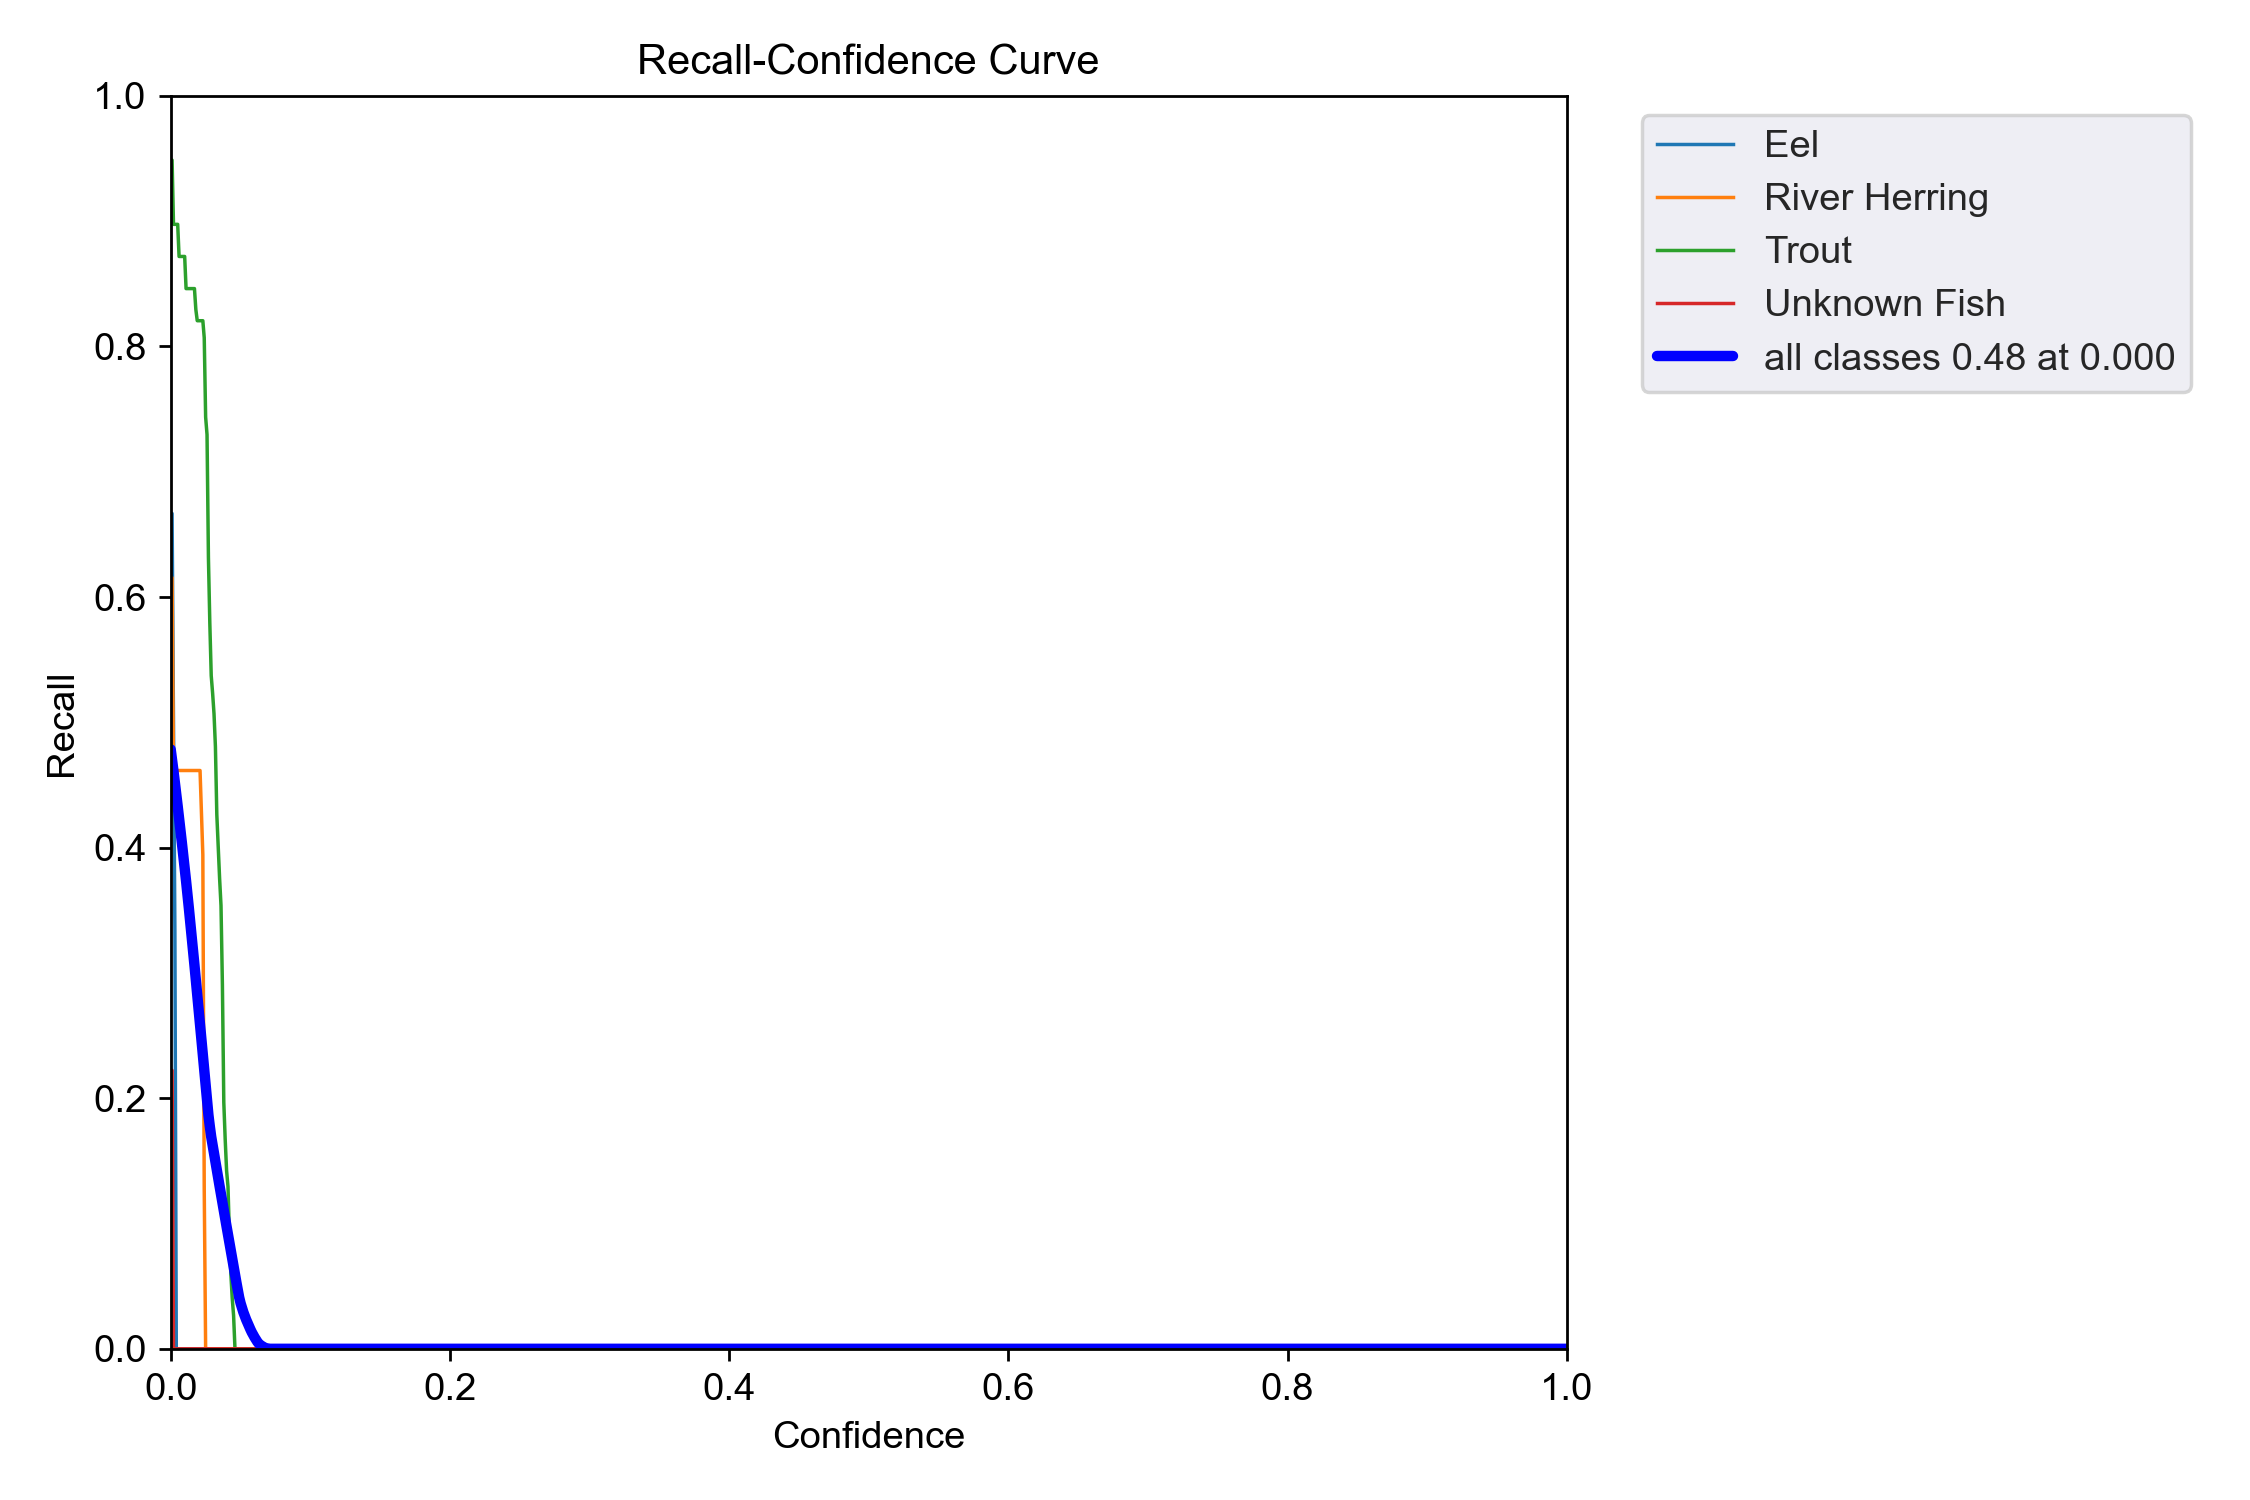 Recall-Confidence Curve
1.0
0.8
0.6
0.4
0.2
0.0
Recall
0.0 0.2 0.4 0.6 0.8 1.0
Confidence
Eel
River Herring
Trout
Unknown Fish
all classes 0.48 at 0.000